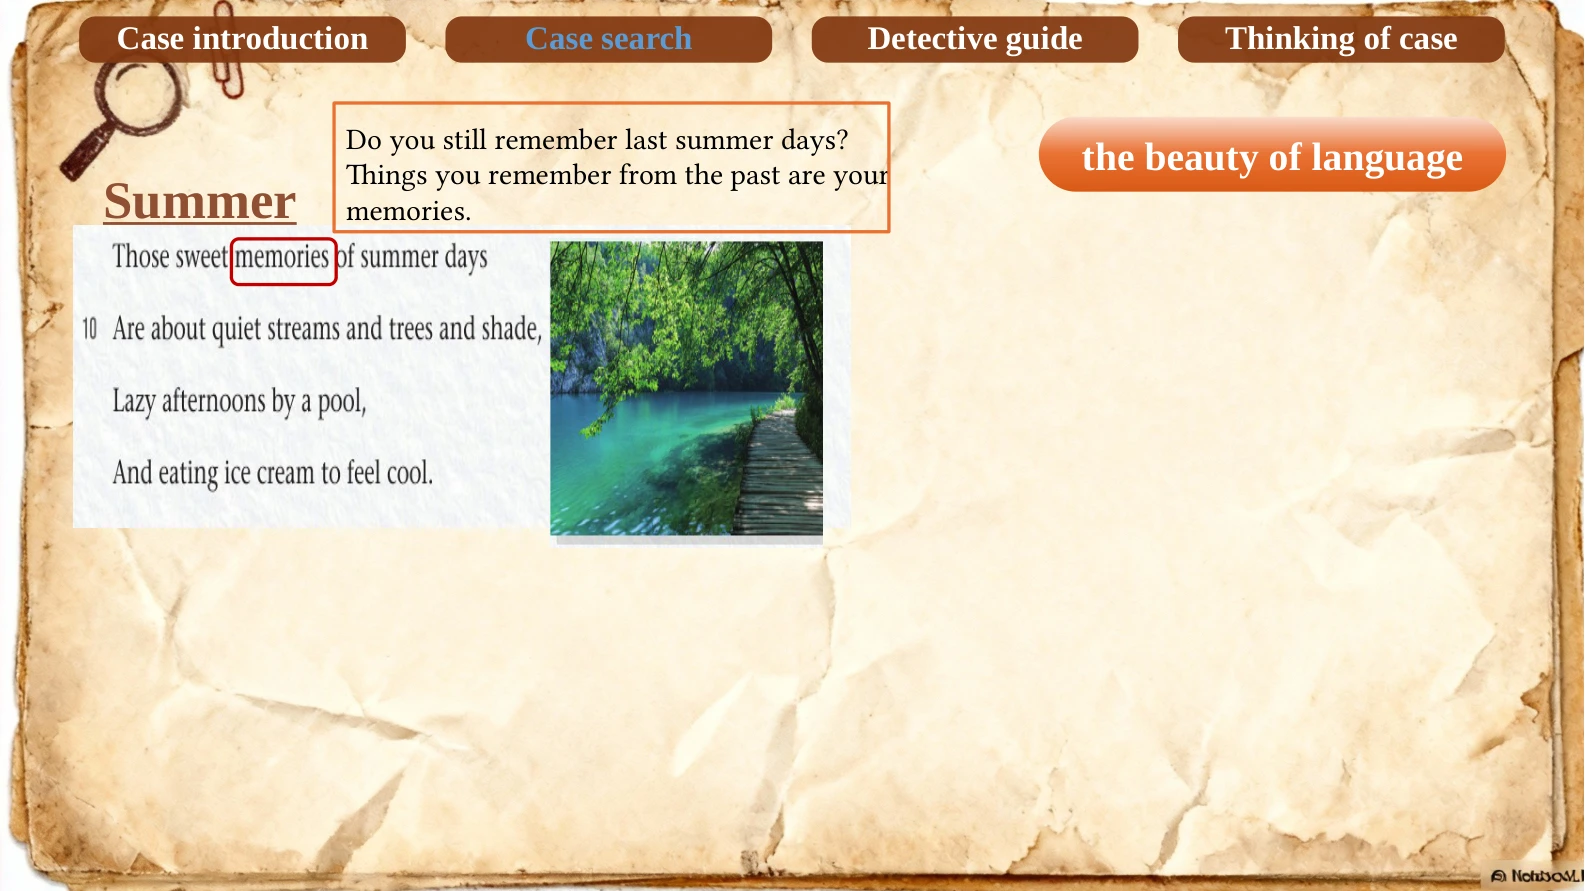 Case introduction
Case search
Detective guide
Thinking of case
Do you still remember last summer days?
Things you remember from the past are your
memories.
the beauty of language
Summer
Those sweet memories of summer days
10 Are about quiet streams and trees and shade,
Lazy afternoons by a pool,
And eating ice cream to feel cool.